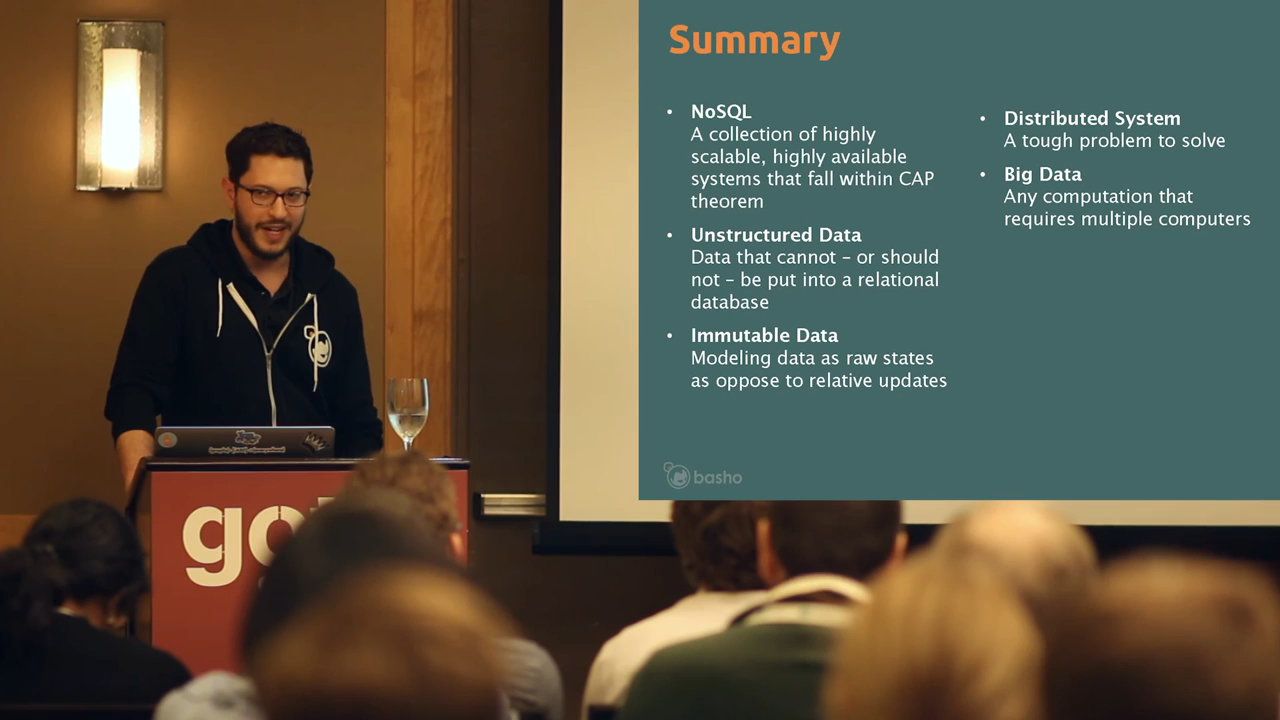 Summary
• NoSQL
A collection of highly
scalable, highly available
systems that fall within CAP
theorem
• Unstructured Data
Data that cannot – or should
not – be put into a relational
database
• Immutable Data
Modeling data as raw states
as oppose to relative updates
• Distributed System
A tough problem to solve
• Big Data
Any computation that
requires multiple computers
basho